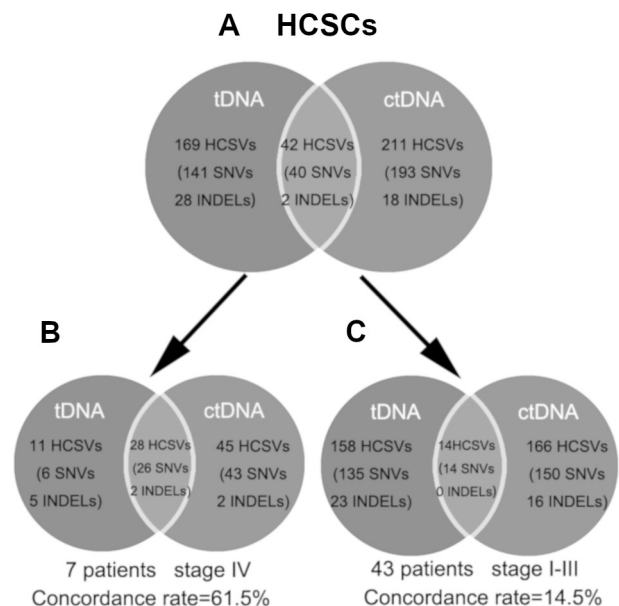 A HCSCs
tDNA
169 HCSVs
(141 SNVs
28 INDELs)
42 HCSVs
(40 SNVs
2 INDELs)
ctDNA
211 HCSVs
(193 SNVs
18 INDELs)
B
tDNA
11 HCSVs
(6 SNVs
5 INDELs)
28 HCSVs
(26 SNVs
2 INDELs)
ctDNA
45 HCSVs
(43 SNVs
2 INDELs)
7 patients stage IV
Concordance rate=61.5%
C
tDNA
158 HCSVs
(135 SNVs
23 INDELs)
14HCSVs
(14 SNVs
0 INDELs)
ctDNA
166 HCSVs
(150 SNVs
16 INDELs)
43 patients stage I-III
Concordance rate=14.5%